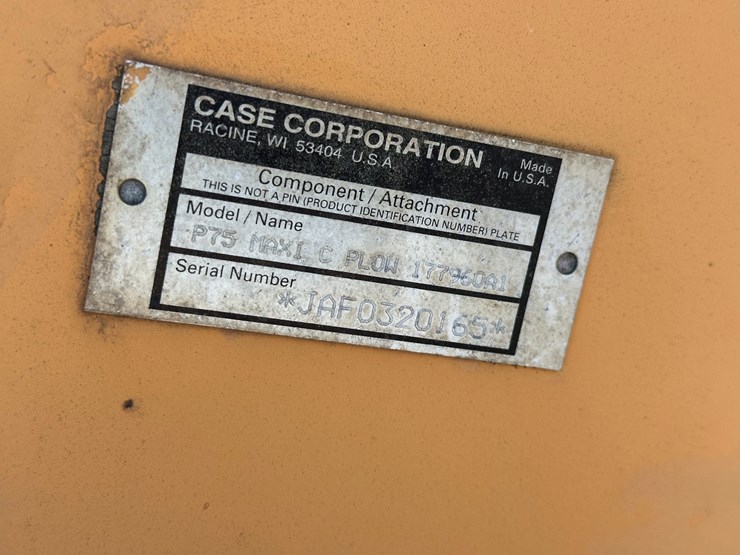 CASE CORPORATION
RACINE, WI 53404 U.S.A.
Made
In U.S.A.
Component / Attachment
THIS IS NOT A PIN (PRODUCT IDENTIFICATION NUMBER) PLATE
Model / Name
P75 MAXI C PLOW 177960A1
Serial Number
*JAF0320165*